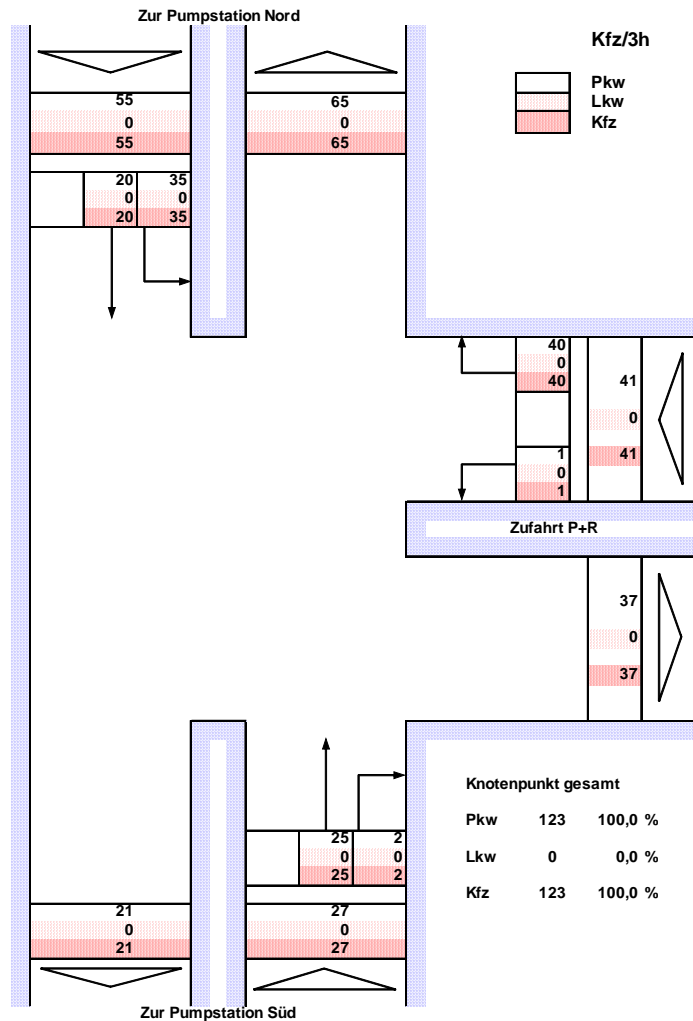 Zur Pumpstation Nord
Kfz/3h
Pkw
Lkw
Kfz
55 65
0 0
55 65
20 35
0 0
20 35
40
0
40
41
0
41
1
0
1
Zufahrt P+R
37
0
37
Knotenpunkt gesamt
Pkw 123 100,0 %
Lkw 0 0,0 %
Kfz 123 100,0 %
25 2
0 0
25 2
21 27
0 0
21 27
Zur Pumpstation Süd